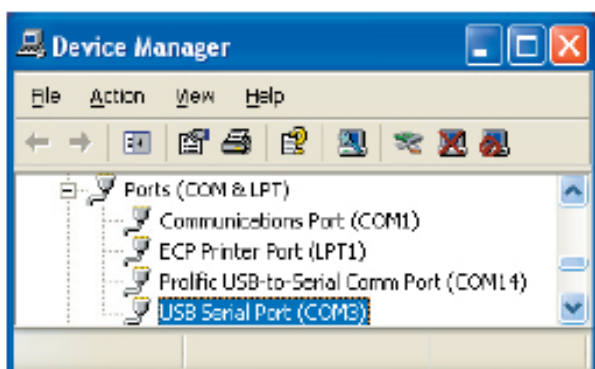 Device Manager
File Action View Help
Ports (COM & LPT)
Communications Port (COM1)
ECP Printer Port (LPT1)
Prolific USB-to-Serial Comm Port (COM14)
USB Serial Port (COM3)